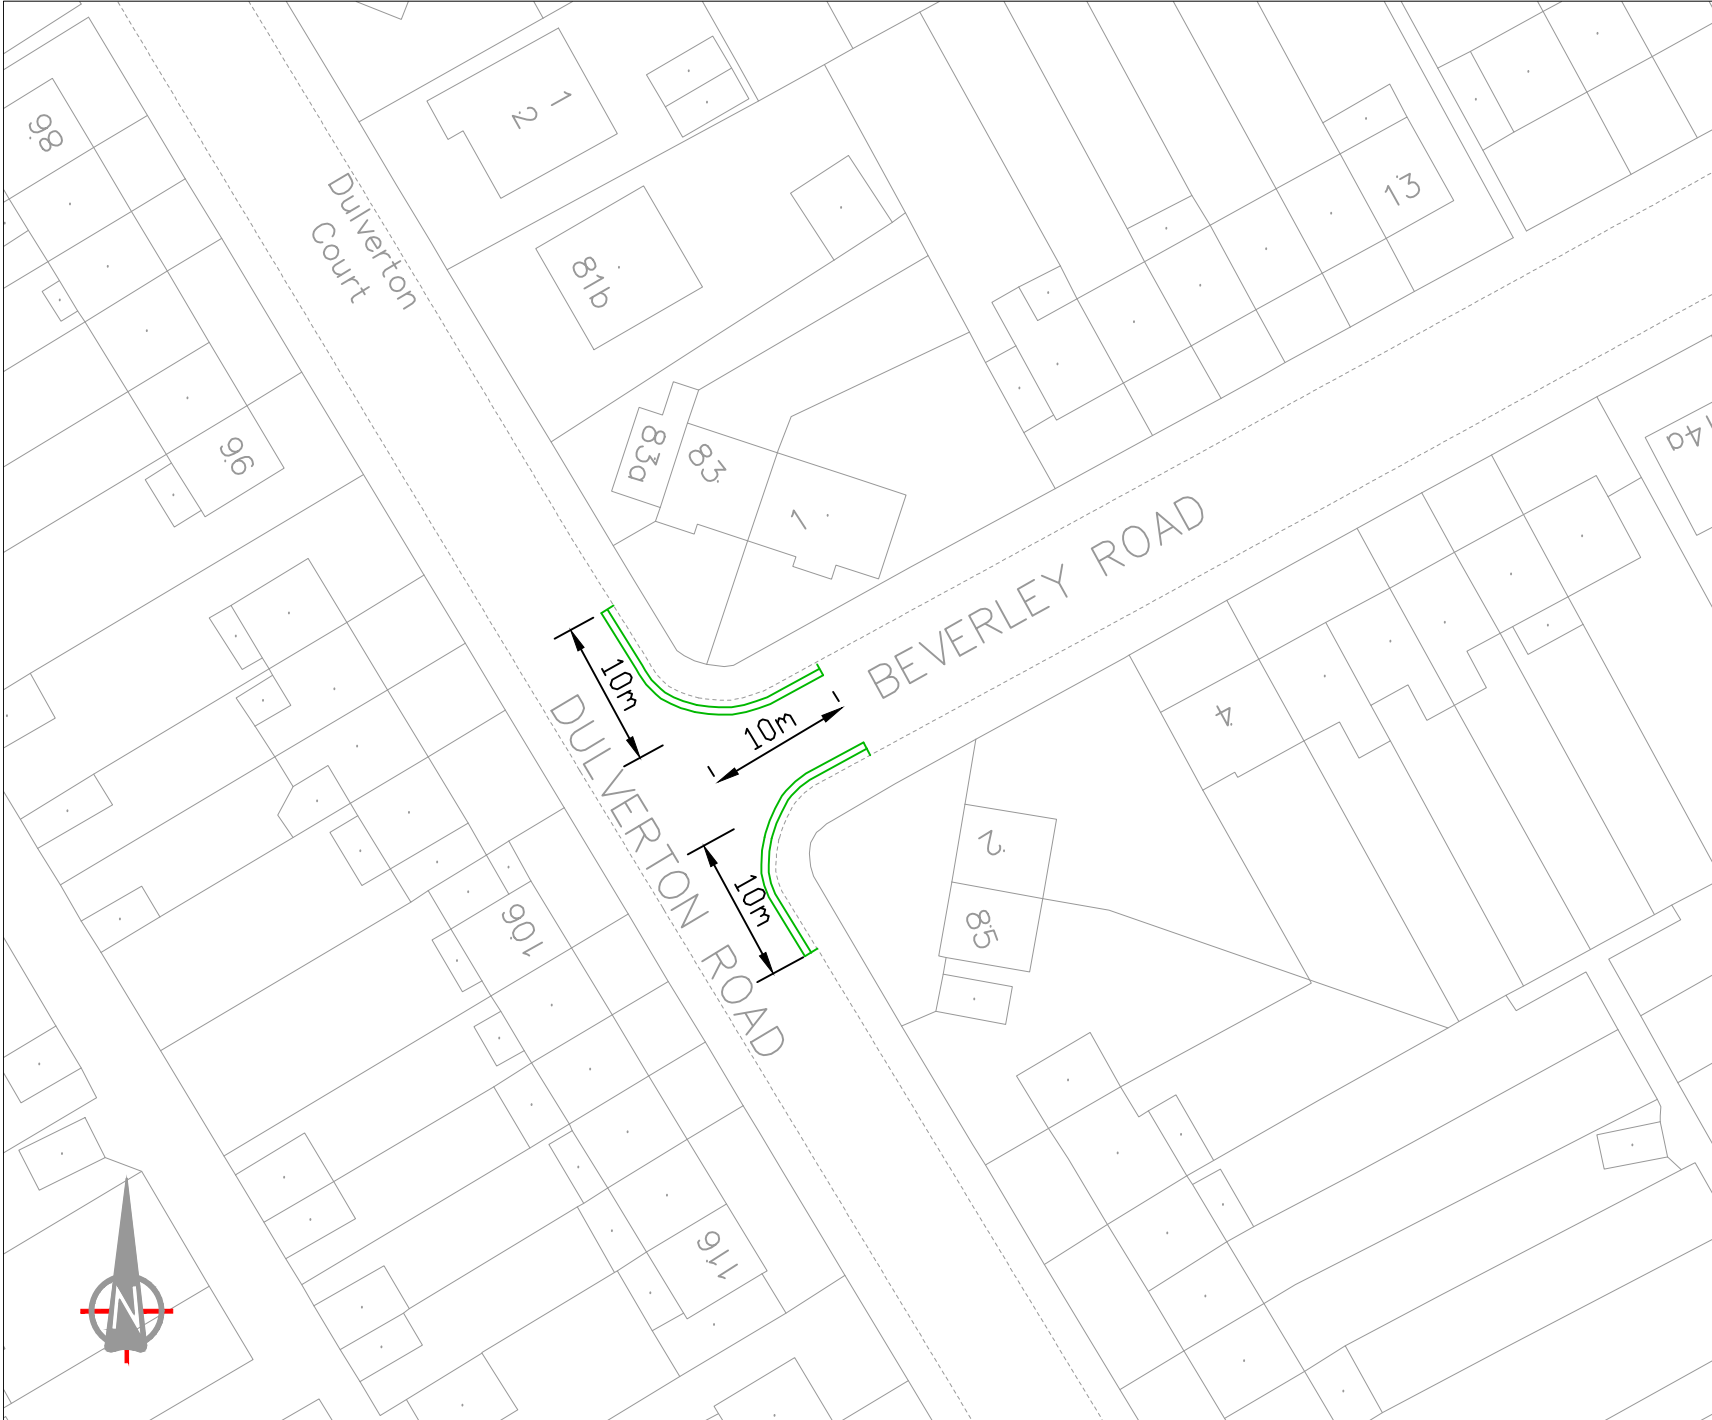 98
1
2
Dulverton
Court
81b
13
96
83a
83
1
14a
BEVERLEY ROAD
10m
10m
DULVERTON ROAD
4
2
10m
85
106
116
N